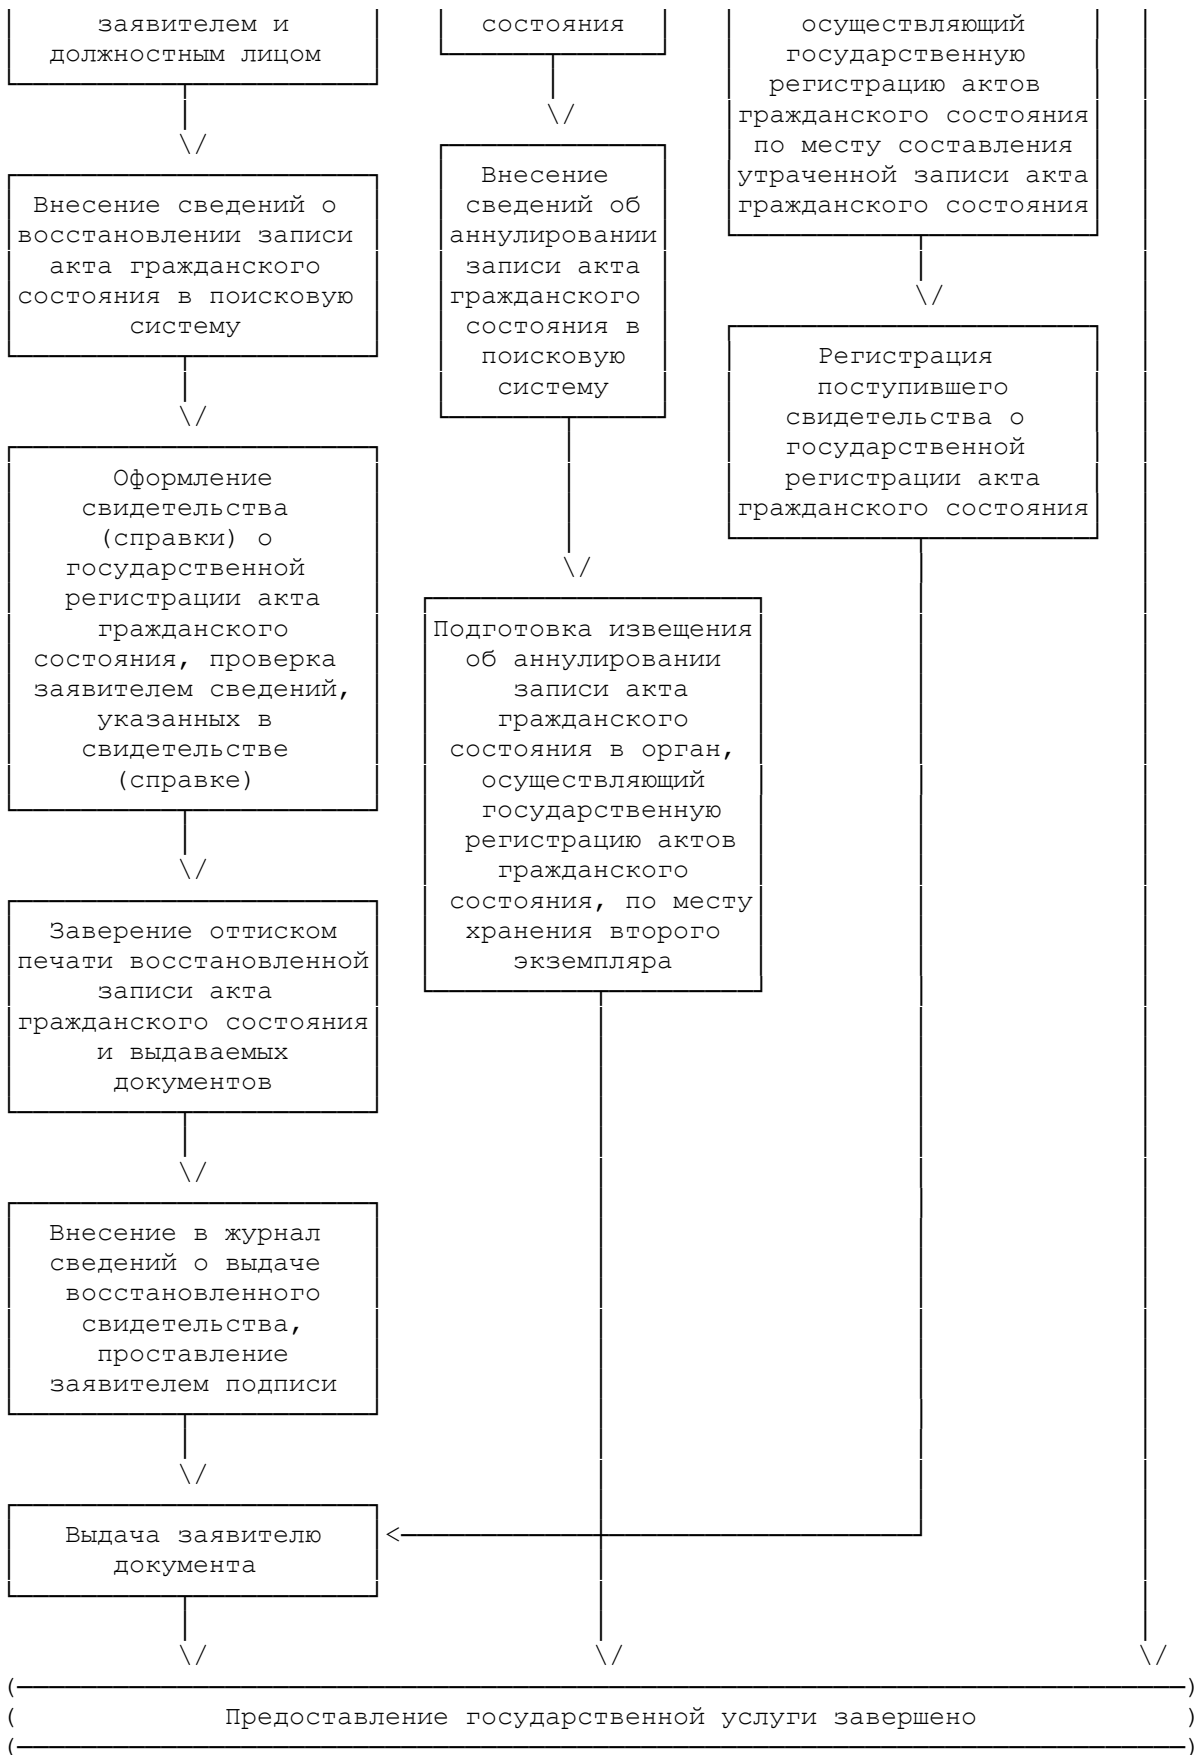 заявителем и
должностным лицом
Внесение сведений о
восстановлении записи
акта гражданского
состояния в поисковую
систему
Оформление
свидетельства
(справки) о
государственной
регистрации акта
гражданского
состояния, проверка
заявителем сведений,
указанных в
свидетельстве
(справке)
Заверение оттиском
печати восстановленной
записи акта
гражданского состояния
и выдаваемых
документов
Внесение в журнал
сведений о выдаче
восстановленного
свидетельства,
проставление
заявителем подписи
Выдача заявителю
документа
состояния
Внесение
сведений об
аннулировании
записи акта
гражданского
состояния в
поисковую
систему
Подготовка извещения
об аннулировании
записи акта
гражданского
состояния в орган,
осуществляющий
государственную
регистрацию актов
гражданского
состояния, по месту
хранения второго
экземпляра
осуществляющий
государственную
регистрацию актов
гражданского состояния
по месту составления
утраченной записи акта
гражданского состояния
Регистрация
поступившего
свидетельства о
государственной
регистрации акта
гражданского состояния
Предоставление государственной услуги завершено